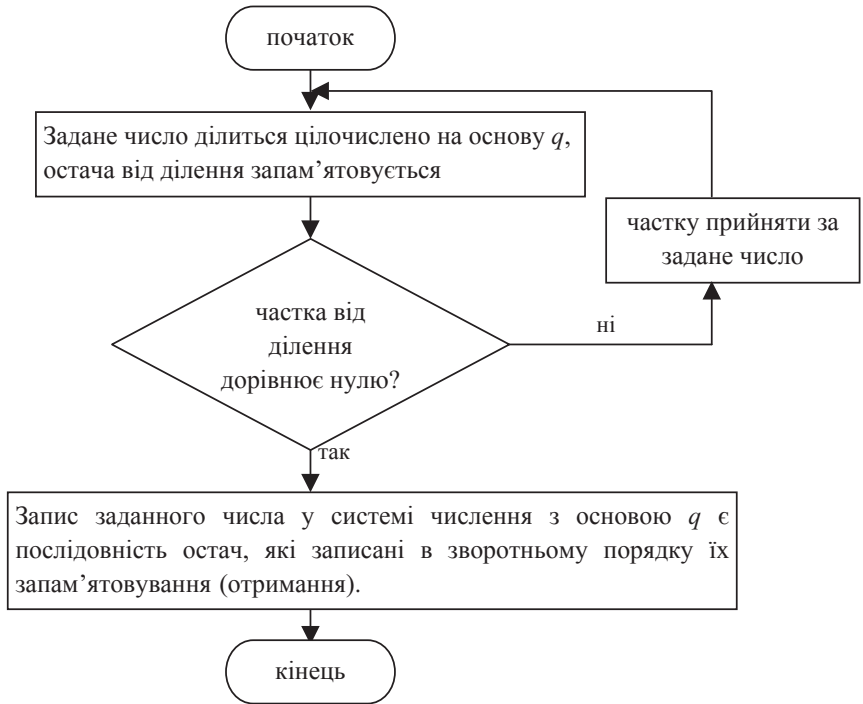 початок
Задане число ділиться цілочислено на основу q,
остача від ділення запам’ятовується
частку прийняти за
задане число
частка від
ділення
дорівнює нулю?
ні
так
Запис заданного числа у системі числення з основою q є
послідовність остач, які записані в зворотньому порядку їх
запам’ятовування (отримання).
кінець